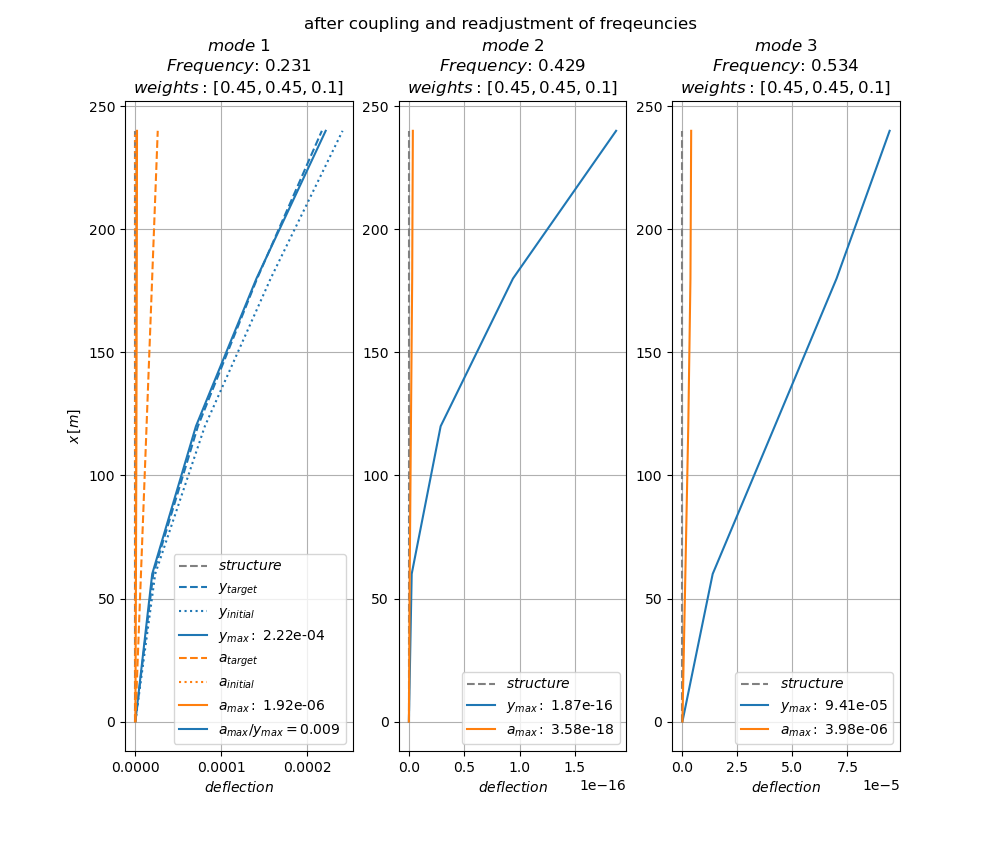 after coupling and readjustment of freqeuncies
mode 1
Frequency: 0.231
weights: [0.45, 0.45, 0.1]
mode 2
Frequency: 0.429
weights: [0.45, 0.45, 0.1]
mode 3
Frequency: 0.534
weights: [0.45, 0.45, 0.1]
x [m]
250
200
150
100
50
0
0.0000 0.0001 0.0002
deflection
structure
y_target
y_initial
y_max: 2.22e-04
a_target
a_initial
a_max: 1.92e-06
a_max/y_max = 0.009
250
200
150
100
50
0
0.0 0.5 1.0 1.5
1e−16
deflection
structure
y_max: 1.87e-16
a_max: 3.58e-18
250
200
150
100
50
0
0.0 2.5 5.0 7.5
1e−5
deflection
structure
y_max: 9.41e-05
a_max: 3.98e-06